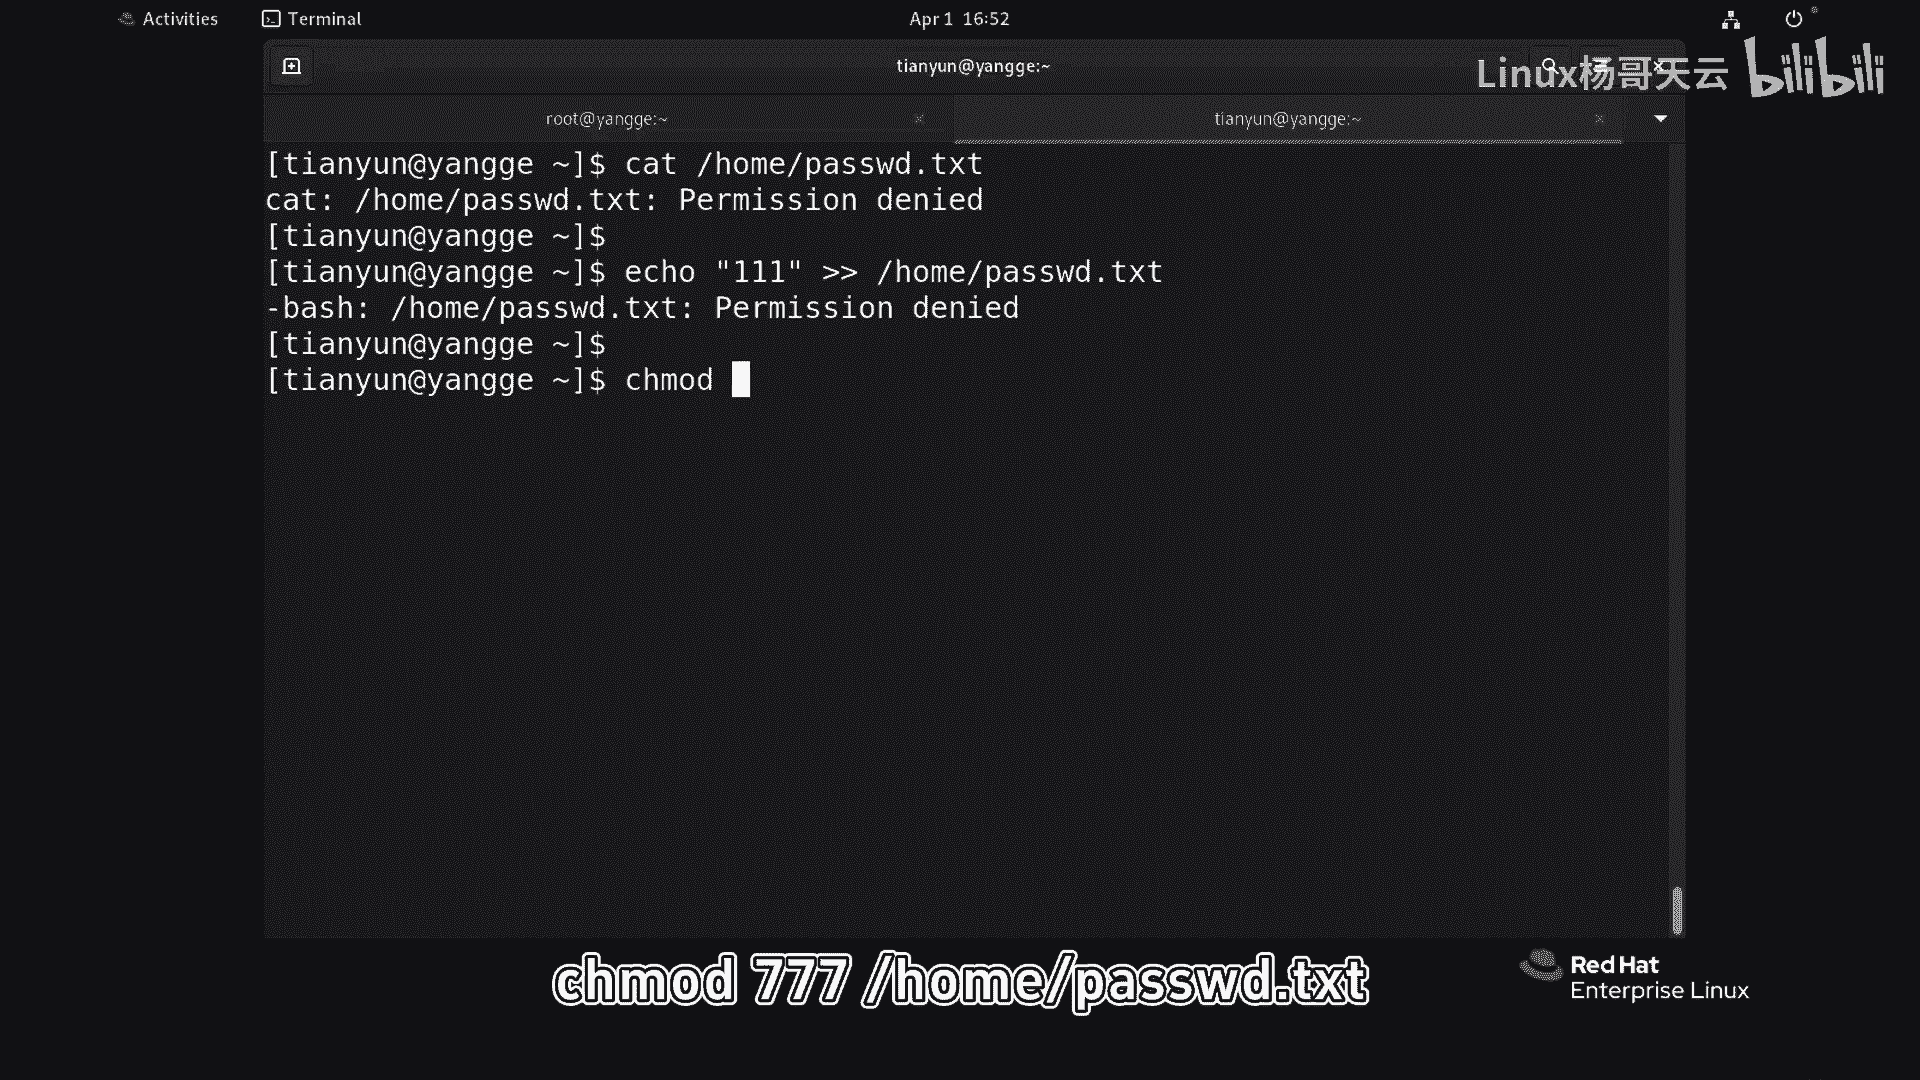 Activities
Terminal
Apr 1 16:52
tianyun@yangge:~
Linux杨哥天云 bilibili
root@yangge:~
tianyun@yangge:~
[tianyun@yangge ~]$ cat /home/passwd.txt
cat: /home/passwd.txt: Permission denied
[tianyun@yangge ~]$
[tianyun@yangge ~]$ echo "111" >> /home/passwd.txt
-bash: /home/passwd.txt: Permission denied
[tianyun@yangge ~]$
[tianyun@yangge ~]$ chmod
chmod 777 /home/passwd.txt
Red Hat
Enterprise Linux